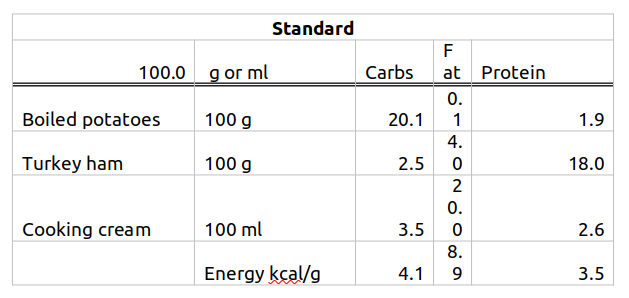 Standard
100.0 g or ml Carbs Fat Protein
Boiled potatoes 100 g 20.1 0.1 1.9
Turkey ham 100 g 2.5 4.0 18.0
Cooking cream 100 ml 3.5 20.0 2.6
Energy kcal/g 4.1 8.9 3.5